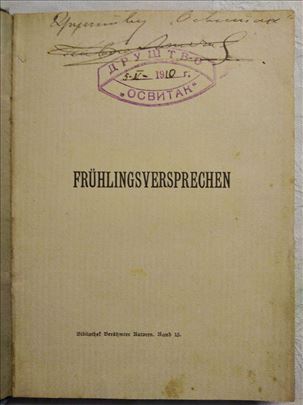 ДРУШТВО
5-V- 1910 г.
„ОСВИТАК"
FRÜHLINGSVERSPRECHEN
Bibliothek Berühmter Autoren. Band 15.